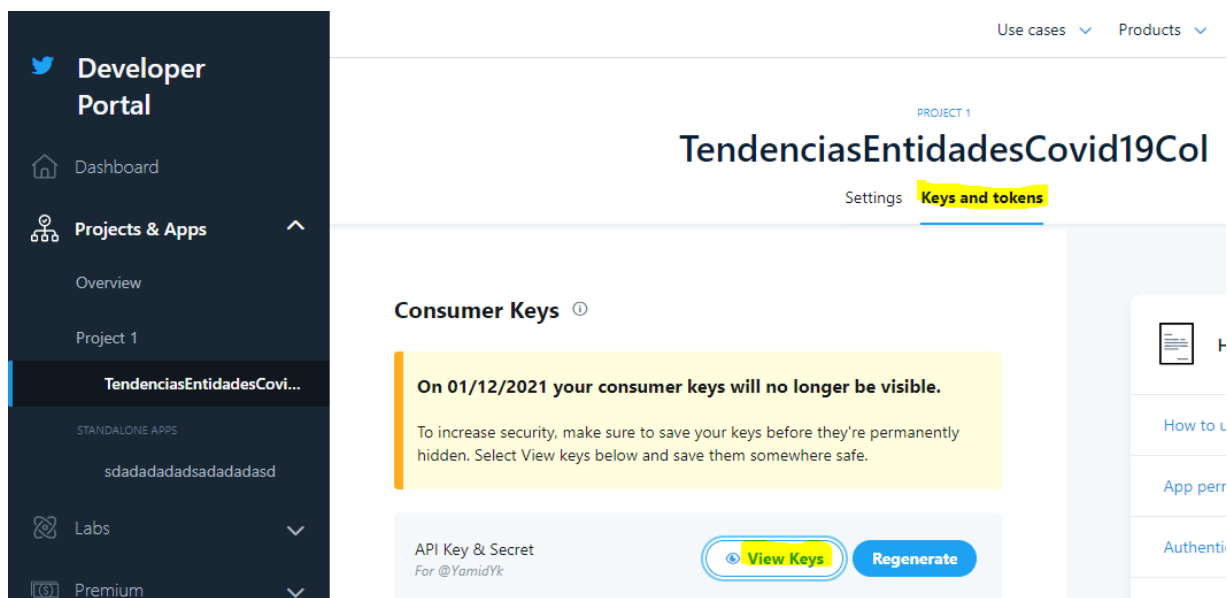 Use cases
Products
Developer
Portal
Dashboard
Projects & Apps
Overview
Project 1
TendenciasEntidadesCovi...
STANDALONE APPS
sdadadadadsadadadasd
Labs
Premium
PROJECT 1
TendenciasEntidadesCovid19Col
Settings
Keys and tokens
Consumer Keys
On 01/12/2021 your consumer keys will no longer be visible.
To increase security, make sure to save your keys before they're permanently
hidden. Select View keys below and save them somewhere safe.
API Key & Secret
For @YamidYk
View Keys
Regenerate
H
How to u
App perr
Authenti